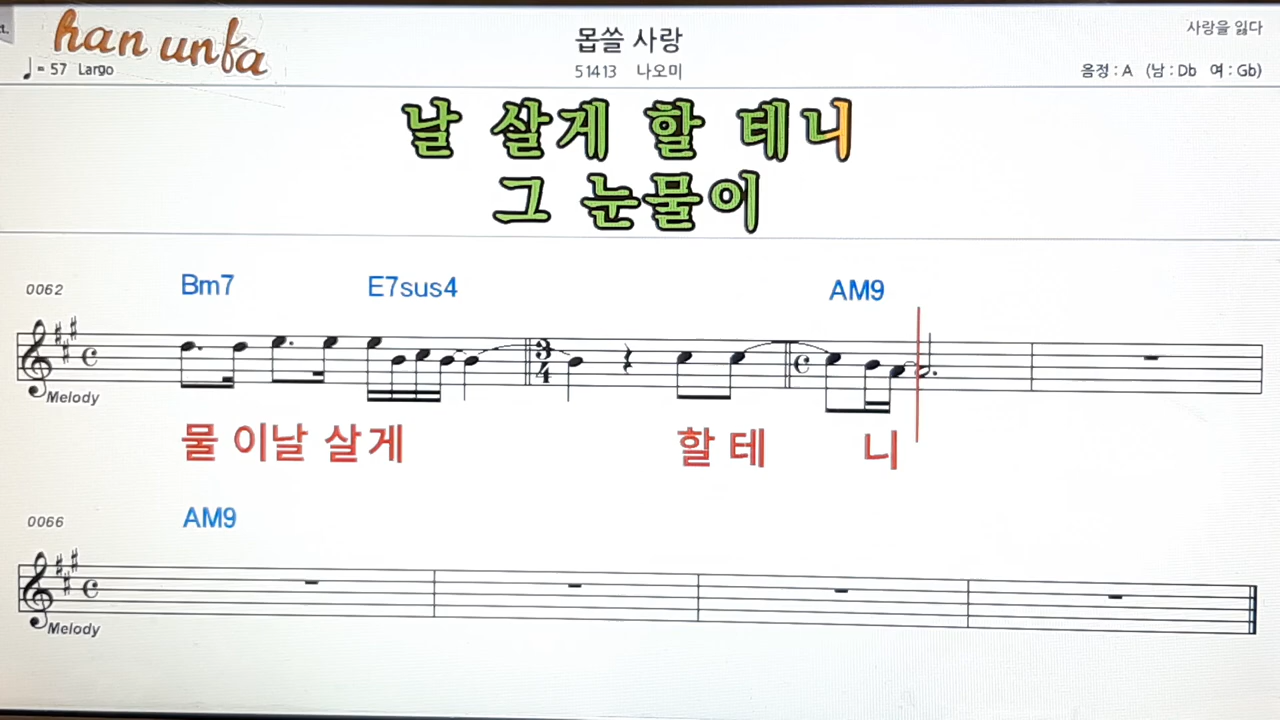 t.
han unfa
♩= 57 Largo
몹쓸 사랑
51413 나오미
사랑을 잃다
음정 : A (남 : Db 여 : Gb)
날 살게 할 테니
그 눈물이
0062
Bm7 E7sus4 AM9
3
4
Melody
물 이날 살게 할 테 니
0066
AM9
Melody